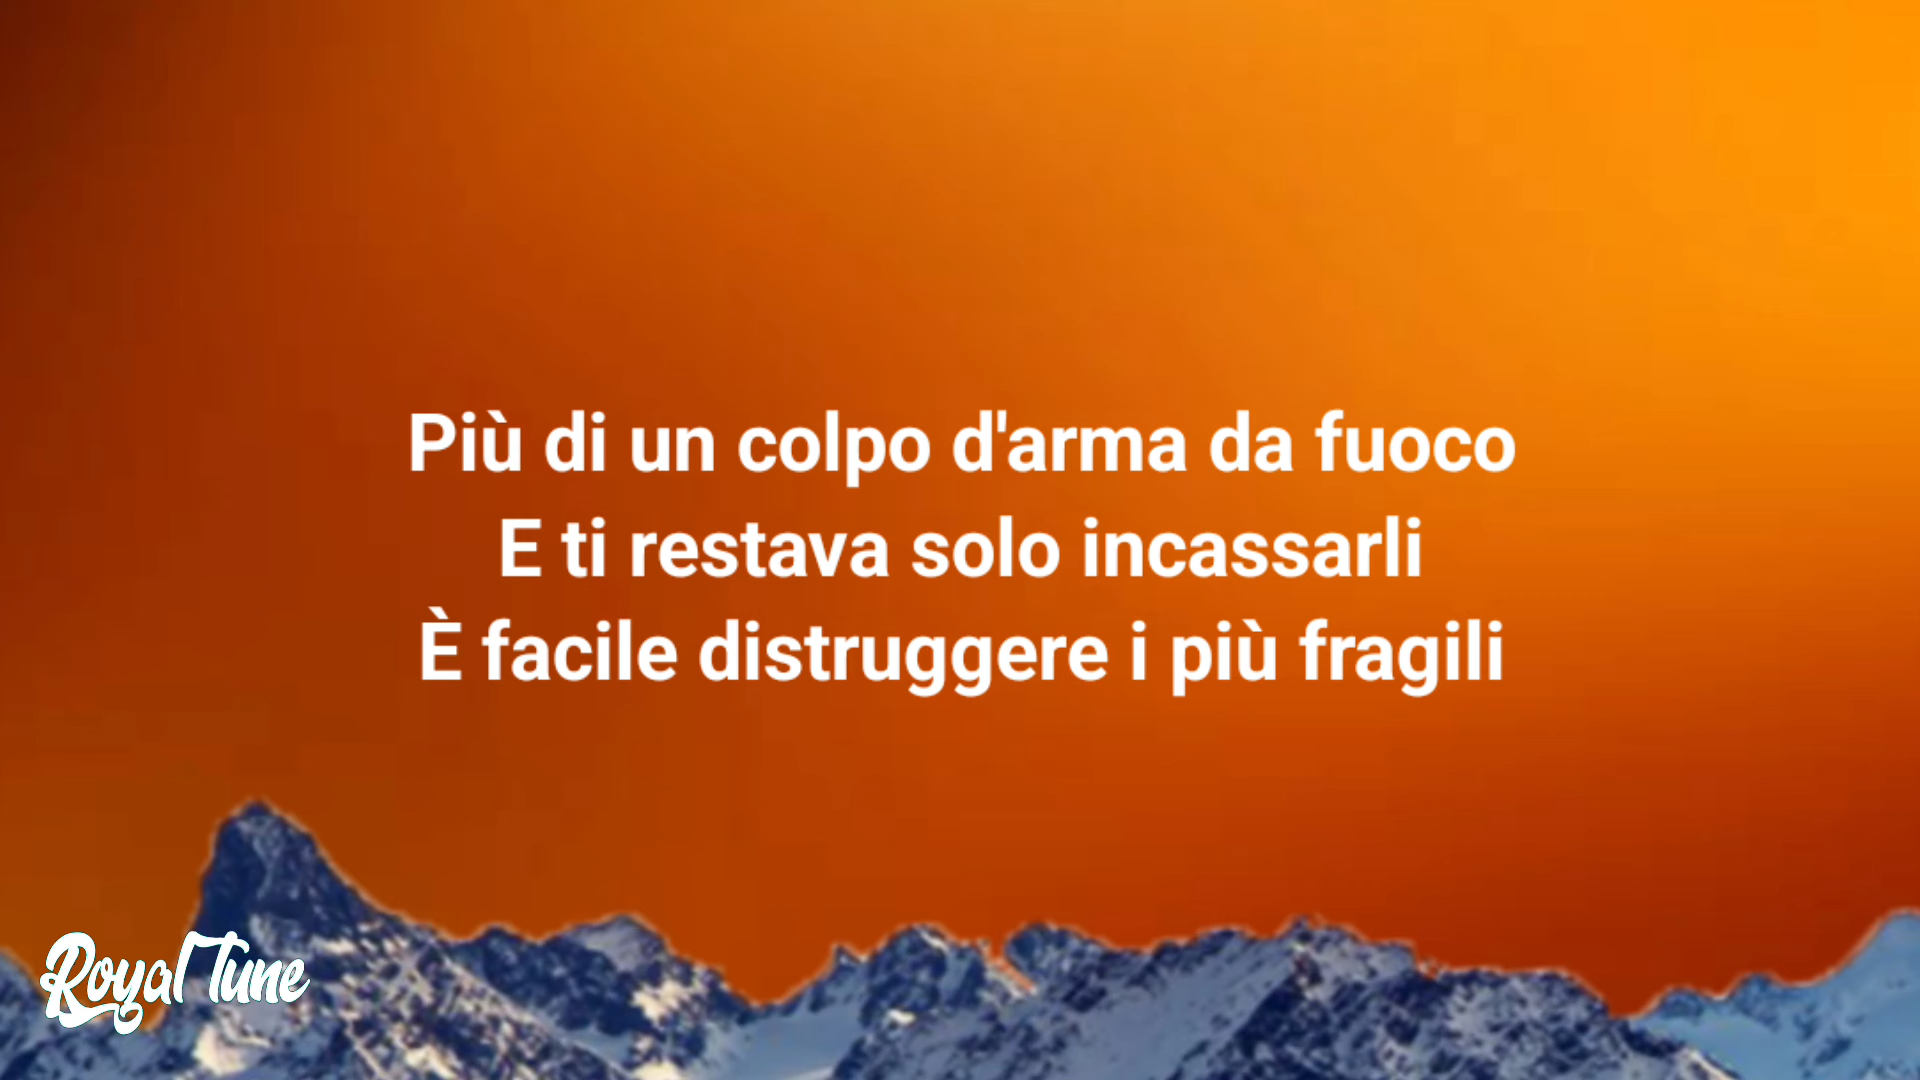 Più di un colpo d'arma da fuoco
E ti restava solo incassarli
È facile distruggere i più fragili
Royal Tune